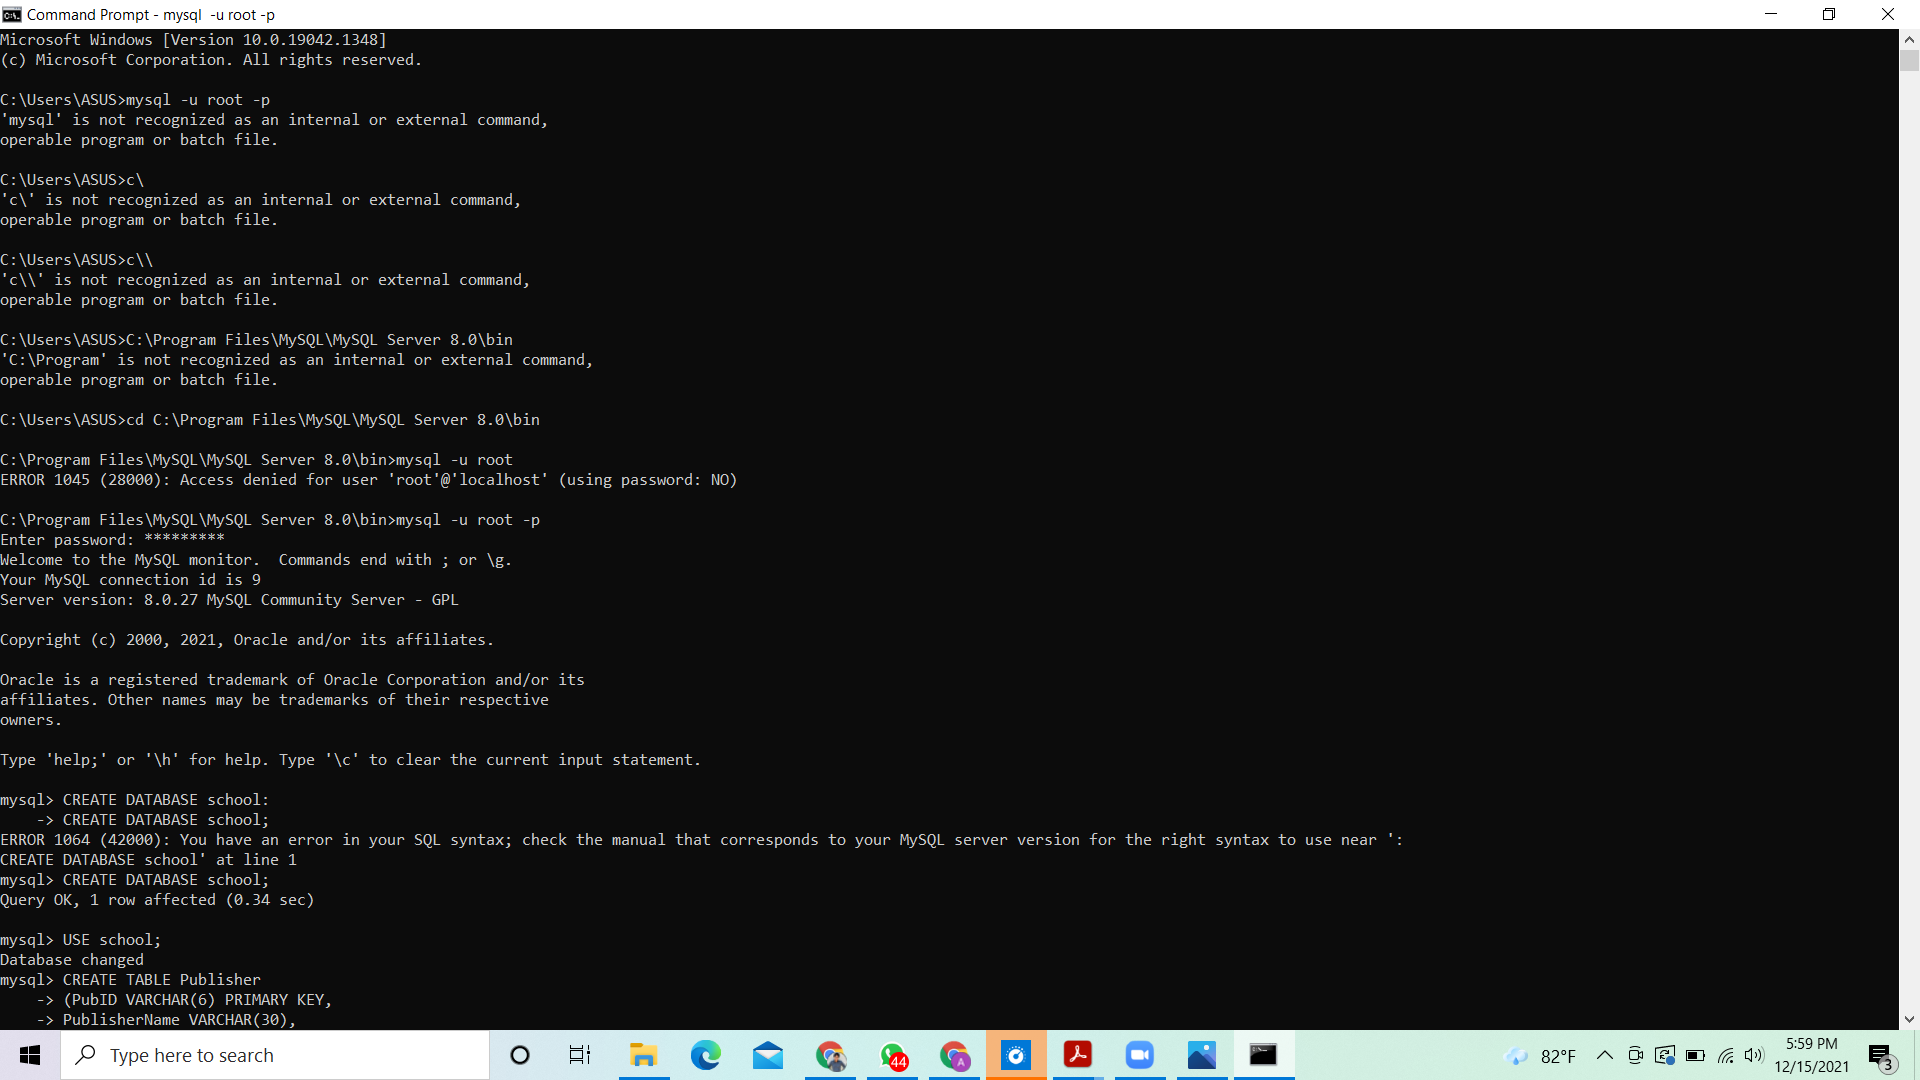 Command Prompt - mysql  -u root -p
Microsoft Windows [Version 10.0.19042.1348]
(c) Microsoft Corporation. All rights reserved.
C:\Users\ASUS>mysql -u root -p
'mysql' is not recognized as an internal or external command,
operable program or batch file.
C:\Users\ASUS>c\
'c\' is not recognized as an internal or external command,
operable program or batch file.
C:\Users\ASUS>c\\
'c\\' is not recognized as an internal or external command,
operable program or batch file.
C:\Users\ASUS>C:\Program Files\MySQL\MySQL Server 8.0\bin
'C:\Program' is not recognized as an internal or external command,
operable program or batch file.
C:\Users\ASUS>cd C:\Program Files\MySQL\MySQL Server 8.0\bin
C:\Program Files\MySQL\MySQL Server 8.0\bin>mysql -u root
ERROR 1045 (28000): Access denied for user 'root'@'localhost' (using password: NO)
C:\Program Files\MySQL\MySQL Server 8.0\bin>mysql -u root -p
Enter password: *********
Welcome to the MySQL monitor.  Commands end with ; or \g.
Your MySQL connection id is 9
Server version: 8.0.27 MySQL Community Server - GPL
Copyright (c) 2000, 2021, Oracle and/or its affiliates.
Oracle is a registered trademark of Oracle Corporation and/or its
affiliates. Other names may be trademarks of their respective
owners.
Type 'help;' or '\h' for help. Type '\c' to clear the current input statement.
mysql> CREATE DATABASE school:
    -> CREATE DATABASE school;
ERROR 1064 (42000): You have an error in your SQL syntax; check the manual that corresponds to your MySQL server version for the right syntax to use near ':
CREATE DATABASE school' at line 1
mysql> CREATE DATABASE school;
Query OK, 1 row affected (0.34 sec)
mysql> USE school;
Database changed
mysql> CREATE TABLE Publisher
    -> (PubID VARCHAR(6) PRIMARY KEY,
    -> PublisherName VARCHAR(30),
Type here to search
44
A
82°F
5:59 PM
12/15/2021
3